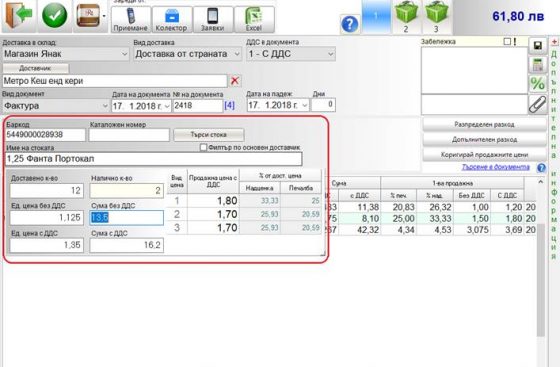 Зареди от:
Приемане Колектор Заявки Excel
1 2 3
61,80 лв
Доставка в склад: Вид доставка ДДС в документа
Магазин Янак Доставка от страната 1 - С ДДС
Доставчик
Метро Кеш енд кери
Вид документ Дата на документа № на документа Дата на падеж: Дни
Фактура 17. 1.2018 г. 2418 [4] 17. 1.2018 г. 0
Забележка !
Баркод Каталожен номер
5449000028938 Търси стока
Име на стоката Филтър по основен доставчик
1,25 Фанта Портокал
Доставено к-во Налично к-во
12 2
Ед. цена без ДДС Сума без ДДС
1,125 13,5
Ед. цена с ДДС Сума с ДДС
1,35 16,2
Вид цена Продажна цена с ДДС % от дост. цена
Надценка Печалба
1 1,80 33,33 25
2 1,70 25,93 20,59
3 1,70 25,93 20,59
Разпределен разход
Допълнителен разход
Коригирай продажните цени
Търсене в документа
Сума 1-ва продажна
с ДДС % печ. % над. Без ДДС С ДДС
11,38 20,83 26,32 1,00 1,20 20
8,10 25,00 33,33 1,50 1,80 20
42,32 4,34 4,53 3,075 3,69 20
Допълнителна информация